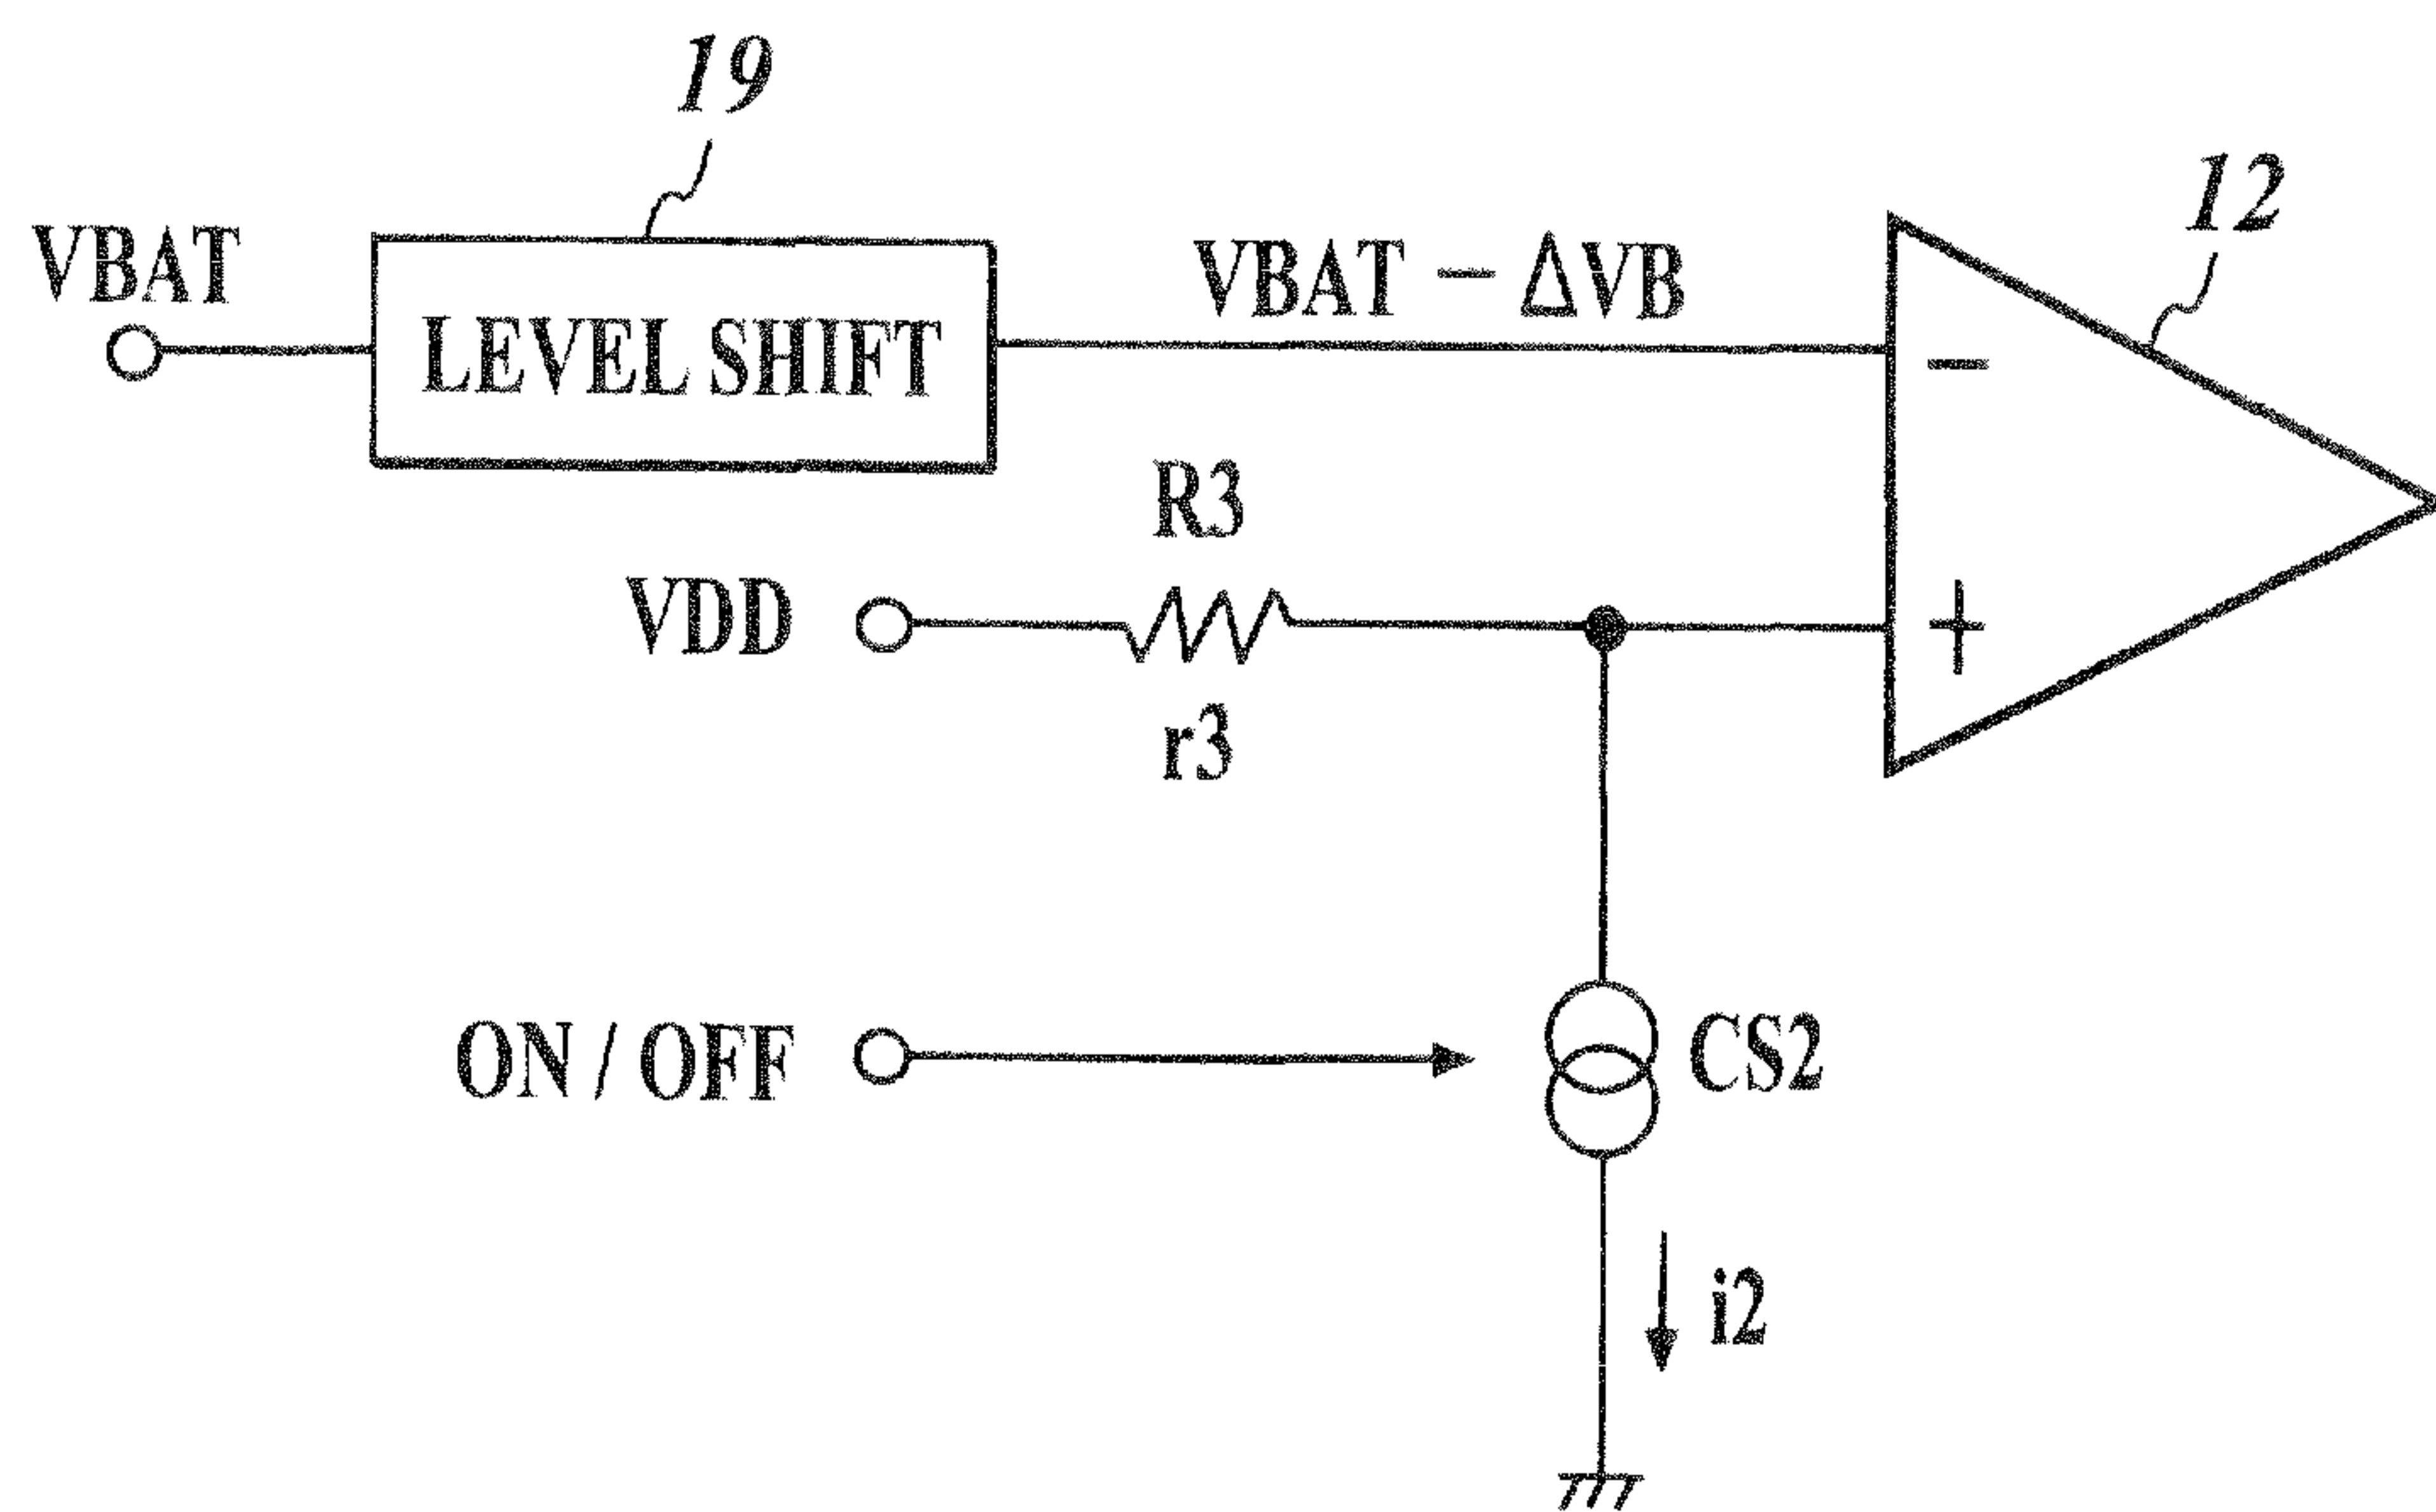 19
12
VBAT
LEVEL SHIFT
VBAT - ΔVB
-
R3
VDD
+
r3
ON / OFF
CS2
i2